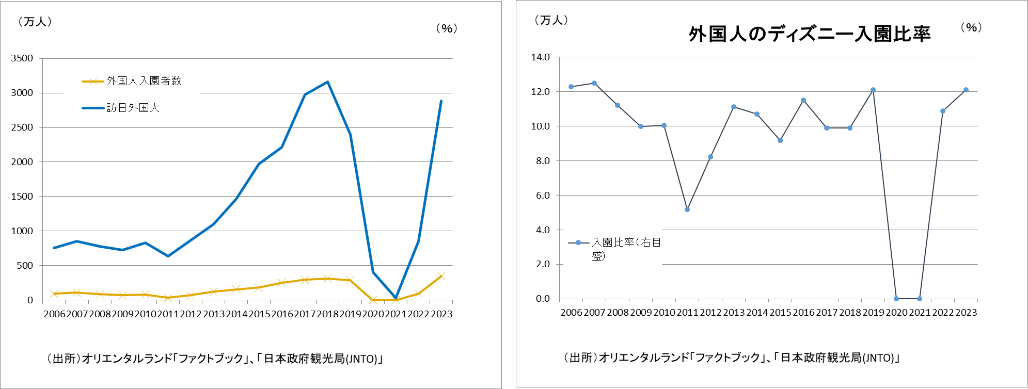 （万人）
（%）
3500
3000
2500
2000
1500
1000
500
0
外国人入園者数
訪日外国人
2006 2007 2008 2009 2010 2011 2012 2013 2014 2015 2016 2017 2018 2019 2020 2021 2022 2023
（出所）オリエンタルランド「ファクトブック」、「日本政府観光局(JNTO)」
（万人）
外国人のディズニー入園比率
（%）
14.0
12.0
10.0
8.0
6.0
4.0
2.0
0.0
入園比率（右目
盛）
2006 2007 2008 2009 2010 2011 2012 2013 2014 2015 2016 2017 2018 2019 2020 2021 2022 2023
（出所）オリエンタルランド「ファクトブック」、「日本政府観光局(JNTO)」